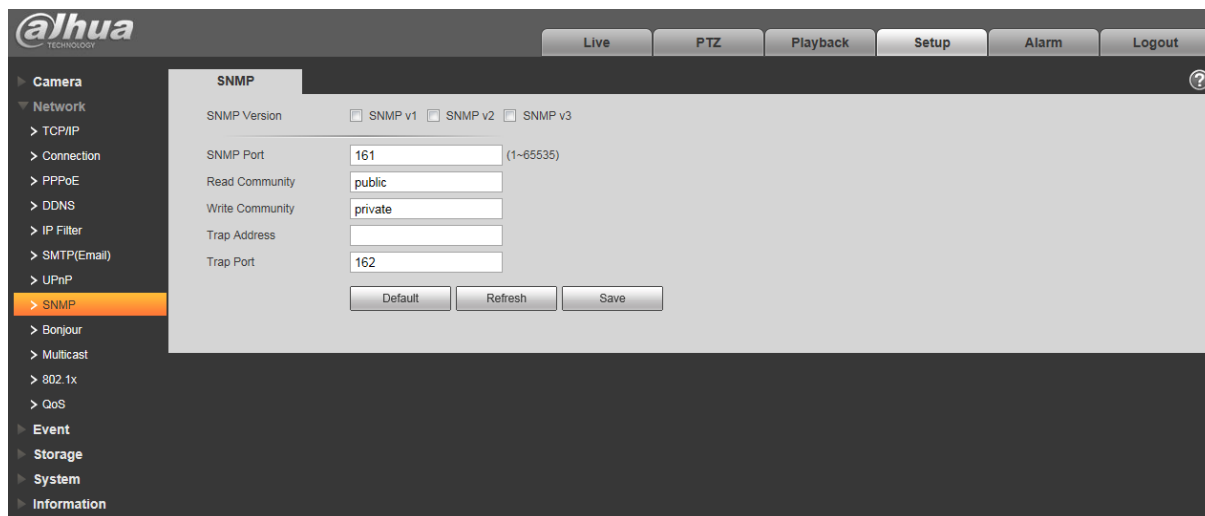 alhua
TECHNOLOGY
Live PTZ Playback Setup Alarm Logout
Camera
Network
> TCP/IP
> Connection
> PPPoE
> DDNS
> IP Filter
> SMTP(Email)
> UPnP
> SNMP
> Bonjour
> Multicast
> 802.1x
> QoS
Event
Storage
System
Information
SNMP
?
SNMP Version SNMP v1 SNMP v2 SNMP v3
SNMP Port 161 (1~65535)
Read Community public
Write Community private
Trap Address
Trap Port 162
Default Refresh Save